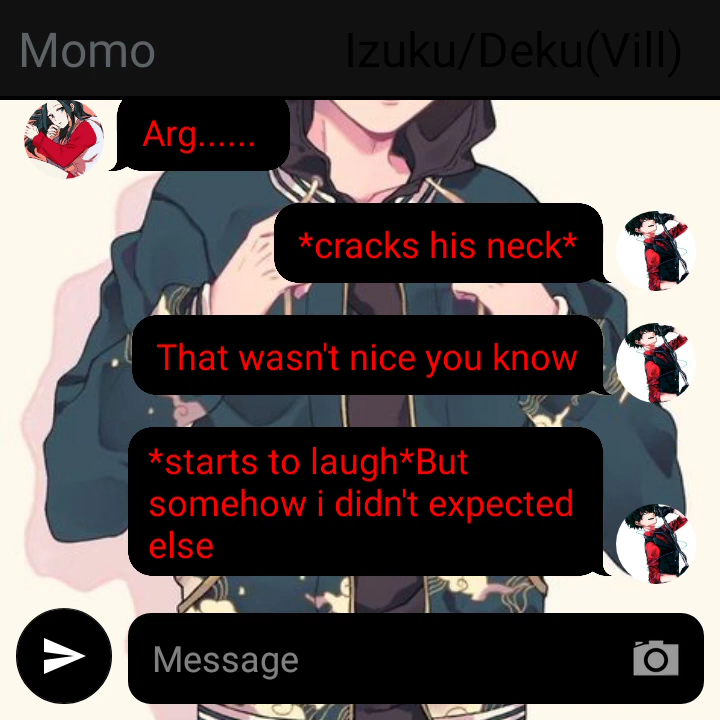 Momo Izuku/Deku(Vill)
Arg......
*cracks his neck*
That wasn't nice you know
*starts to laugh*But
somehow i didn't expected
else
Message